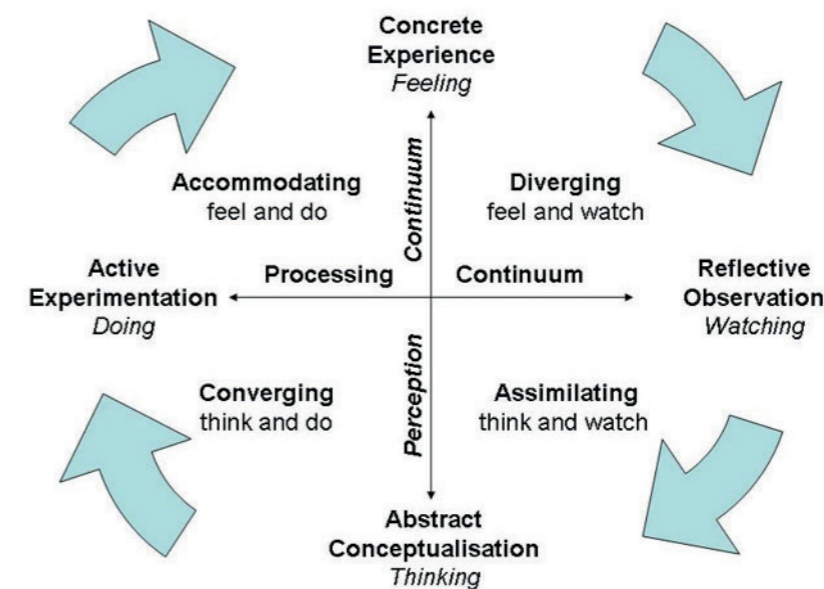 Concrete
Experience
Feeling
Continuum
Accommodating
feel and do
Diverging
feel and watch
Active
Experimentation
Doing
Processing
Continuum
Reflective
Observation
Watching
Perception
Converging
think and do
Assimilating
think and watch
Abstract
Conceptualisation
Thinking